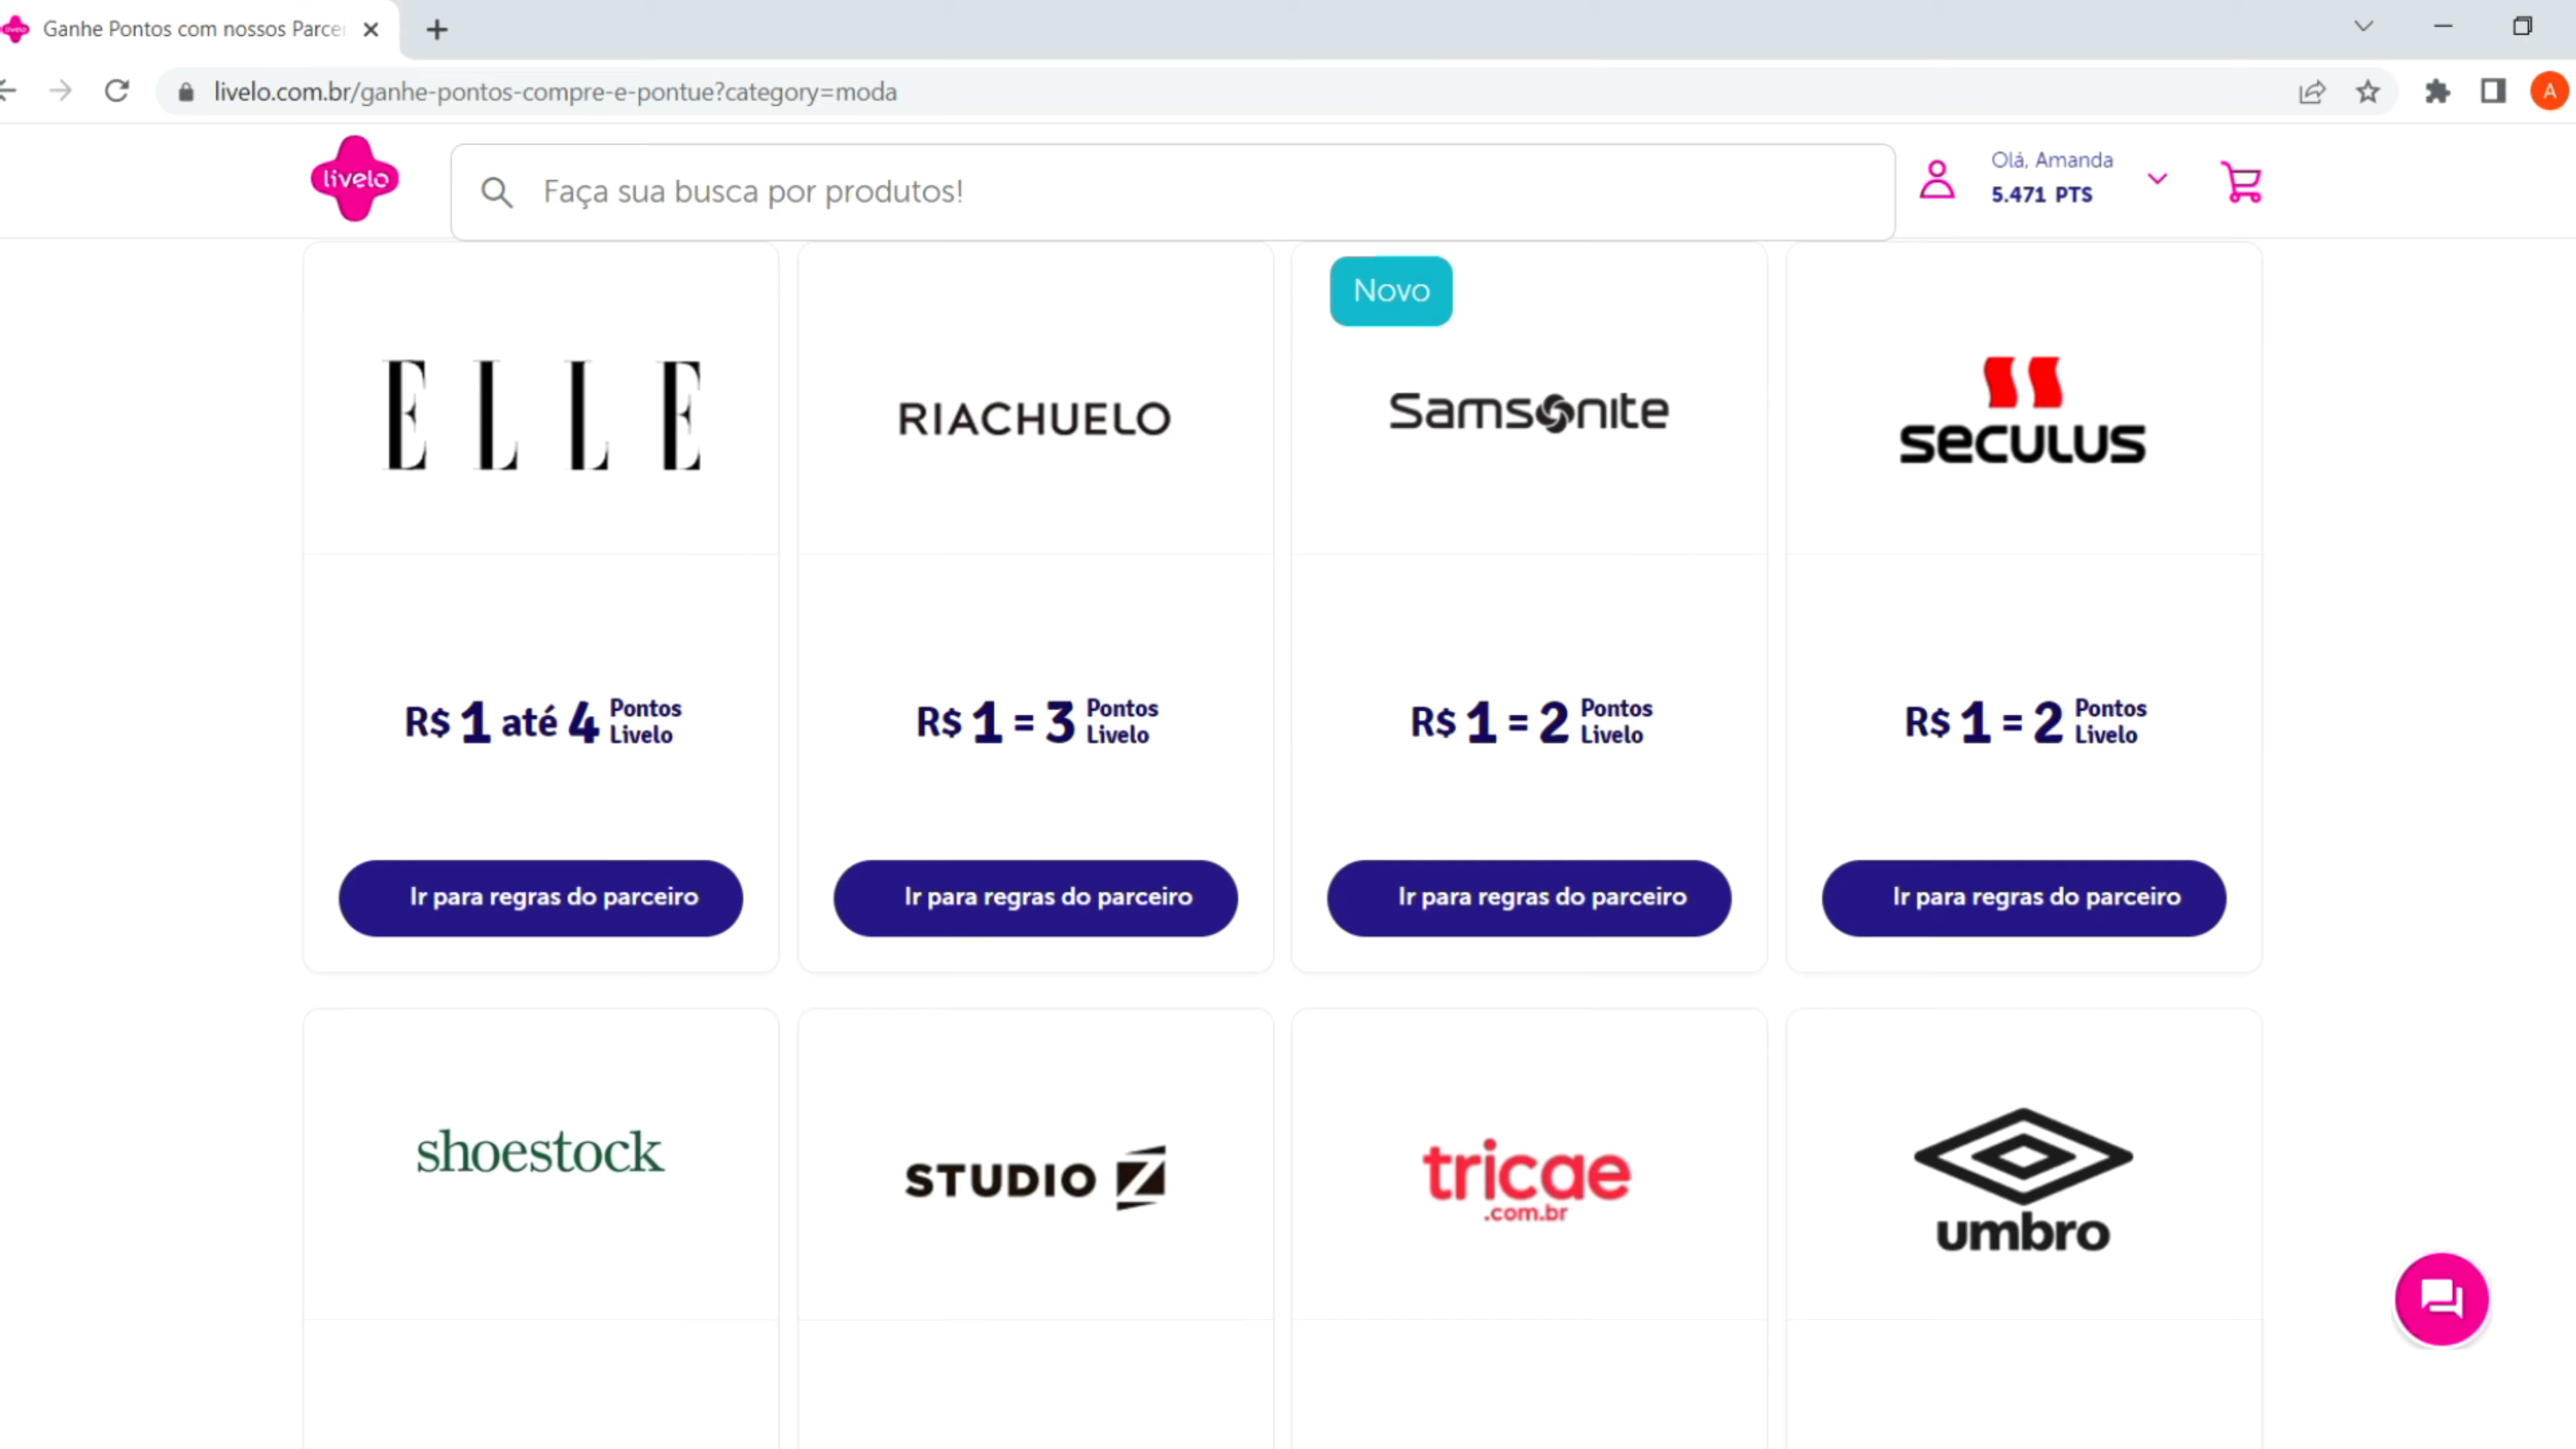 Ganhe Pontos com nossos Parce
livelo.com.br/ganhe-pontos-compre-e-pontue?category=moda
A
livelo
Faça sua busca por produtos!
Olá, Amanda
5.471 PTS
Novo
ELLE
RIACHUELO
Samsonite
seculus
R$ 1 até 4 Pontos Livelo
R$ 1 = 3 Pontos Livelo
R$ 1 = 2 Pontos Livelo
R$ 1 = 2 Pontos Livelo
Ir para regras do parceiro
Ir para regras do parceiro
Ir para regras do parceiro
Ir para regras do parceiro
shoestock
STUDIO Z
tricae
.com.br
umbro